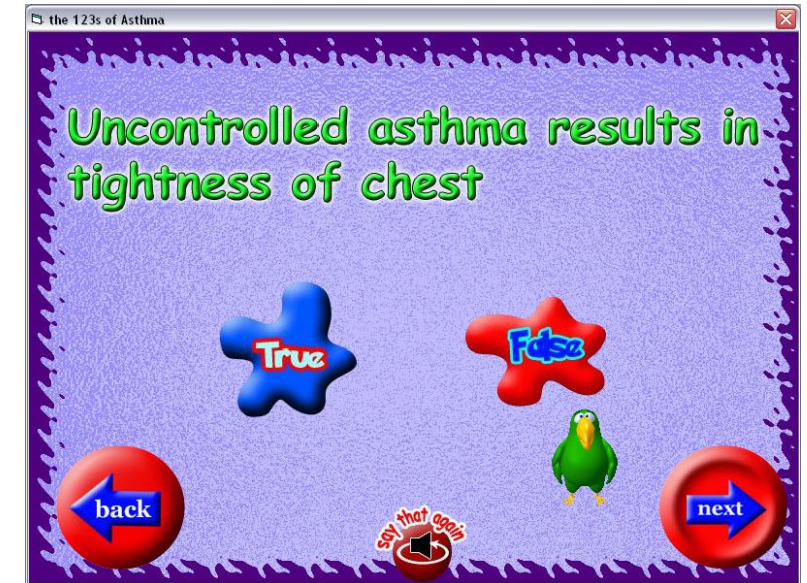 the 123s of Asthma
Uncontrolled asthma results in
tightness of chest
True
False
back
say that again
next